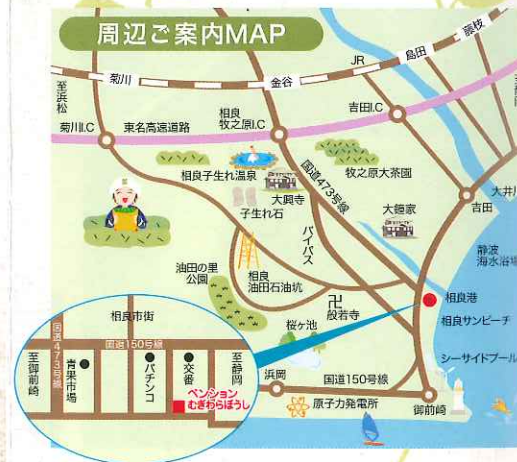 周辺ご案内MAP
藤枝
島田
JR
菊川
金谷
至浜松
吉田I.C
相良
牧之原I.C
菊川I.C
東名高速道路
国道473号線
相良子生れ温泉
牧之原大茶園
大興寺
子生れ石
大鐘家
吉田
大井川
バイパス
静波
海水浴場
油田の里
公園
相良
油田石油坑
般若寺
相良港
相良サンビーチ
桜ヶ池
シーサイドプール
浜岡
国道150号線
原子力発電所
御前崎
相良市街
国道150号線
国道473号線
至御前崎
青果市場
パチンコ
交番
至静岡
ペンション
むぎわらぼうし